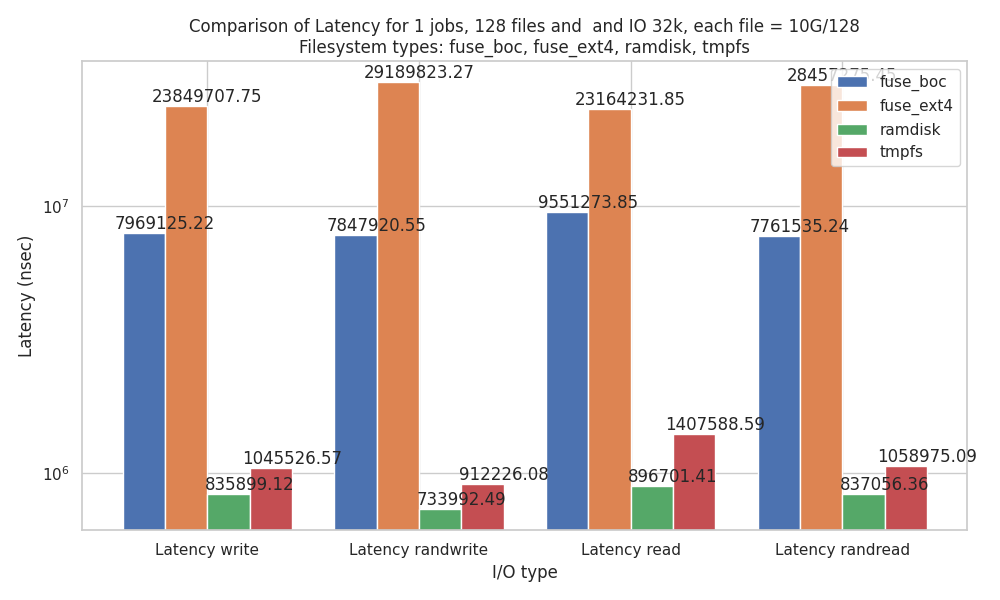 Comparison of Latency for 1 jobs, 128 files and  and IO 32k, each file = 10G/128
Filesystem types: fuse_boc, fuse_ext4, ramdisk, tmpfs
Latency (nsec)
10⁷
10⁶
7969125.22
23849707.75
835899.12
1045526.57
7847920.55
29189823.27
733992.49
912226.08
9551273.85
23164231.85
896701.41
1407588.59
7761535.24
28457275.45
837056.36
1058975.09
fuse_boc
fuse_ext4
ramdisk
tmpfs
Latency write
Latency randwrite
Latency read
Latency randread
I/O type